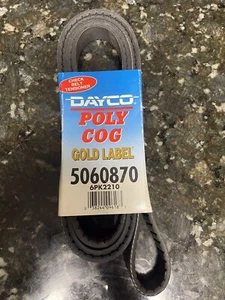 CHECK
BELT
TENSIONER
DAYCO
POLY
COG
GOLD LABEL
5060870
6PK2210